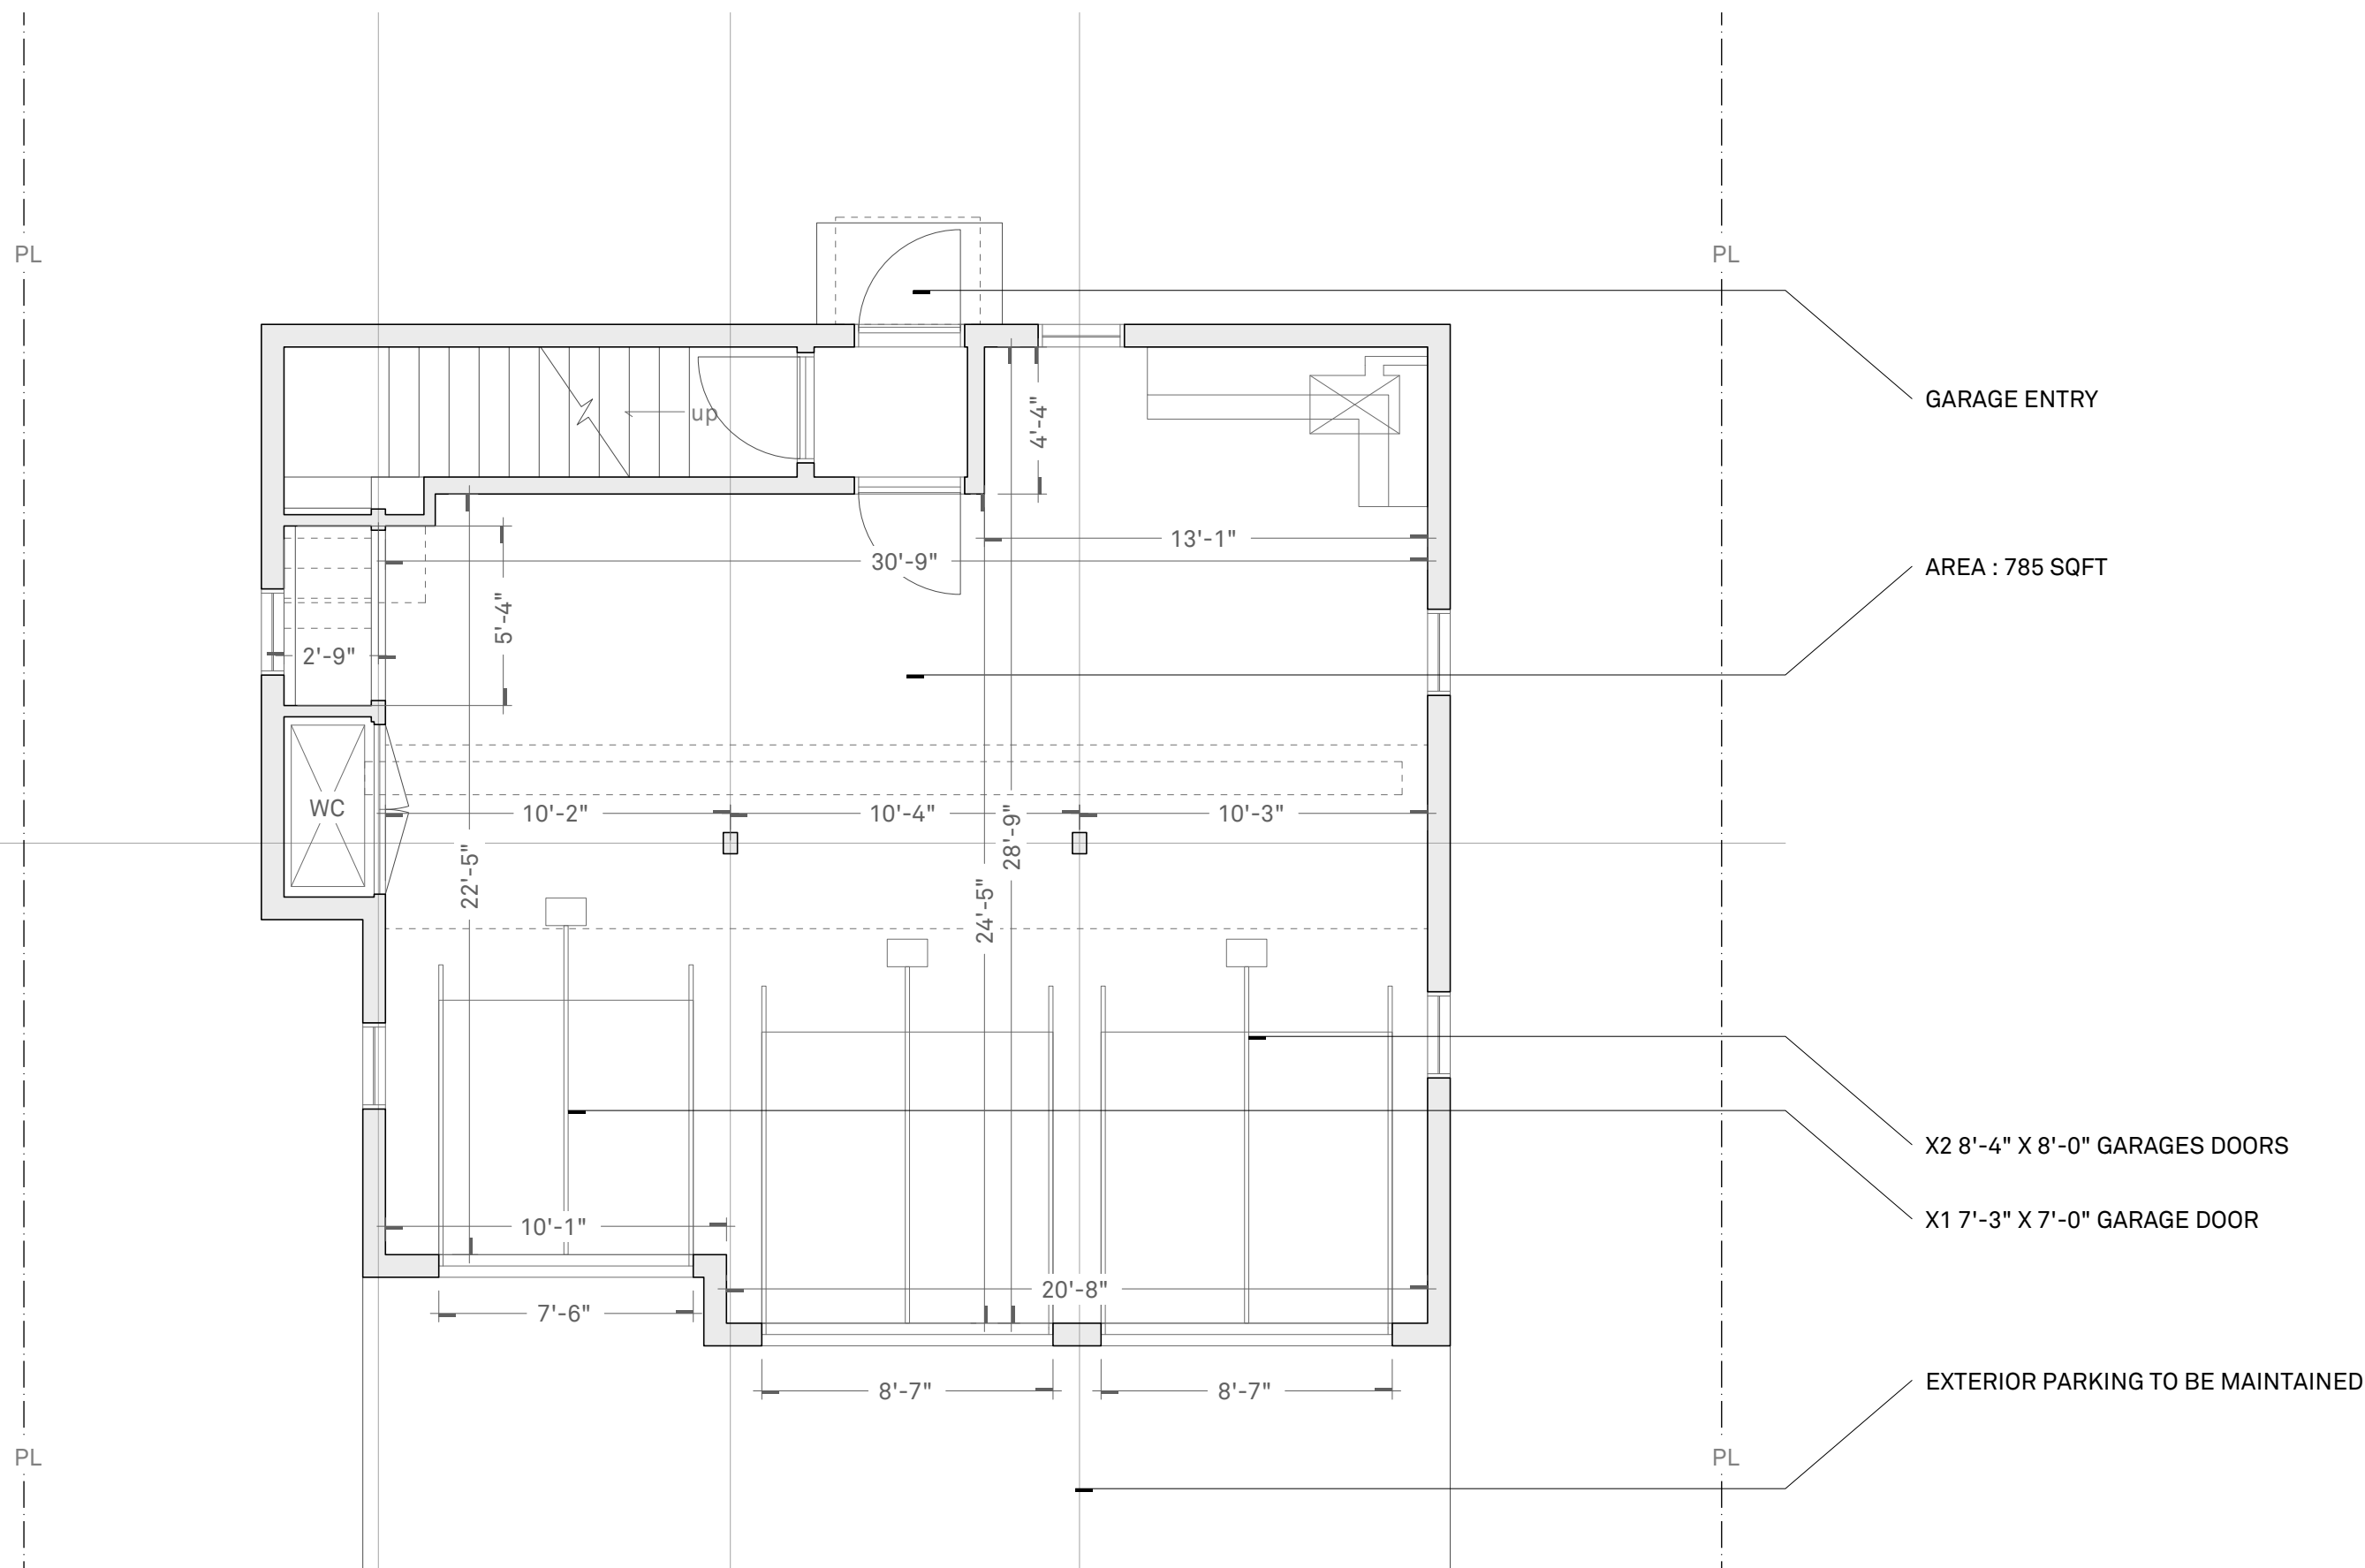 PL
PL
GARAGE ENTRY
up
4'-4"
13'-1"
30'-9"
AREA : 785 SQFT
5'-4"
2'-9"
WC
10'-2"
10'-4"
10'-3"
28'-9"
22'-5"
24'-5"
X2 8'-4" X 8'-0" GARAGES DOORS
X1 7'-3" X 7'-0" GARAGE DOOR
10'-1"
20'-8"
7'-6"
8'-7"
8'-7"
EXTERIOR PARKING TO BE MAINTAINED
PL
PL